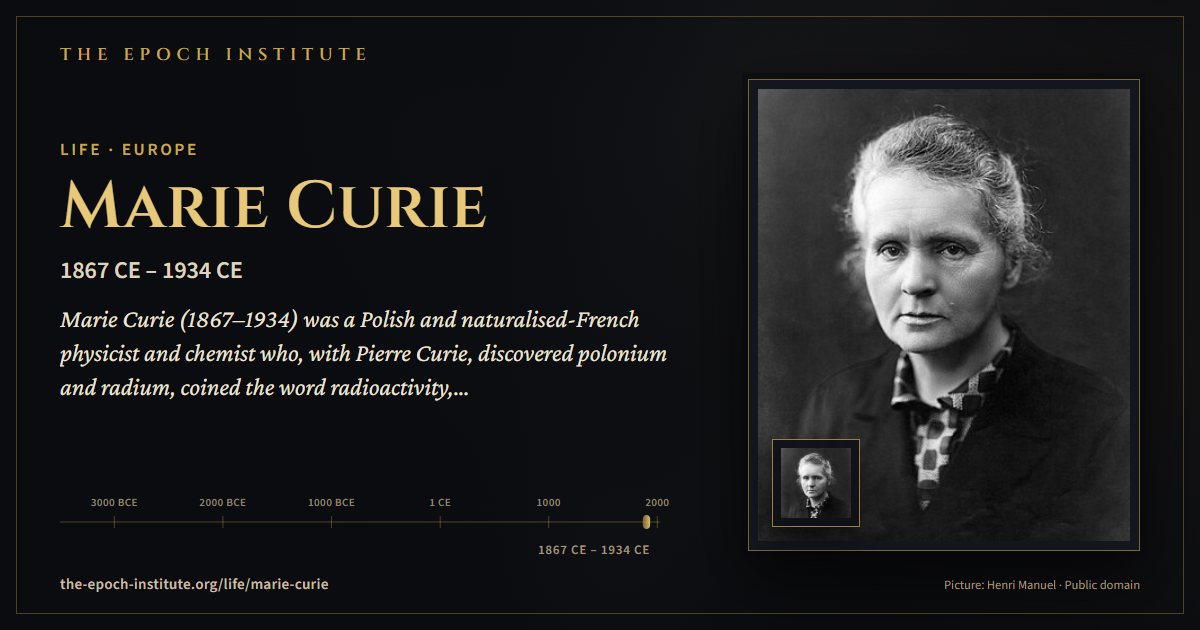 THE EPOCH INSTITUTE
LIFE · EUROPE
MARIE CURIE
1867 CE – 1934 CE
Marie Curie (1867–1934) was a Polish and naturalised-French
physicist and chemist who, with Pierre Curie, discovered polonium
and radium, coined the word radioactivity,...
3000 BCE 2000 BCE 1000 BCE 1 CE 1000 2000
1867 CE – 1934 CE
the-epoch-institute.org/life/marie-curie
Picture: Henri Manuel · Public domain